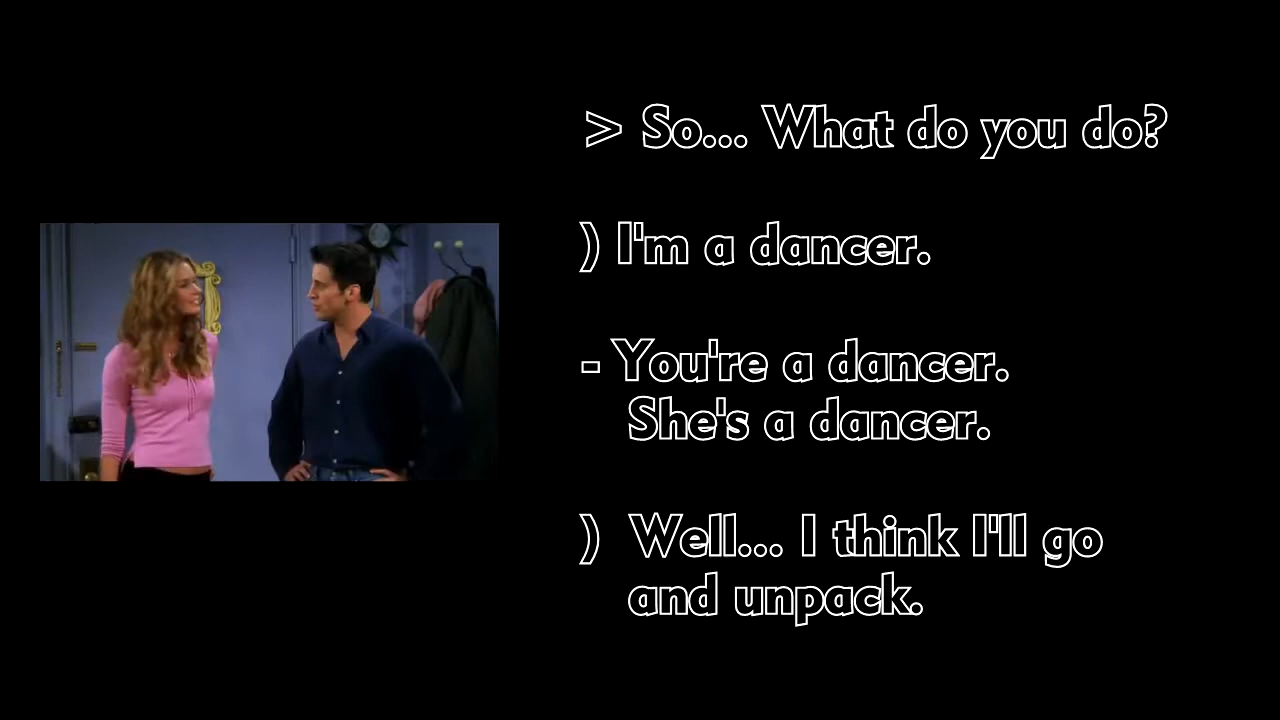 > So... What do you do?
) I'm a dancer.
- You're a dancer.
She's a dancer.
) Well... I think I'll go
and unpack.